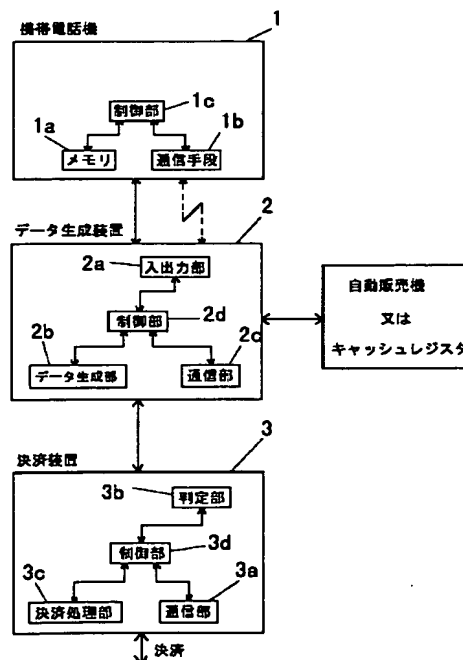 携帯電話機
1
制御部
1c
1a
メモリ
1b
通信手段
データ生成装置
2
2a
入出力部
制御部
2d
2b
データ生成部
2c
通信部
自動販売機
又は
キャッシュレジスタ
決済装置
3
3b
判定部
制御部
3d
3c
決済処理部
3a
通信部
決済